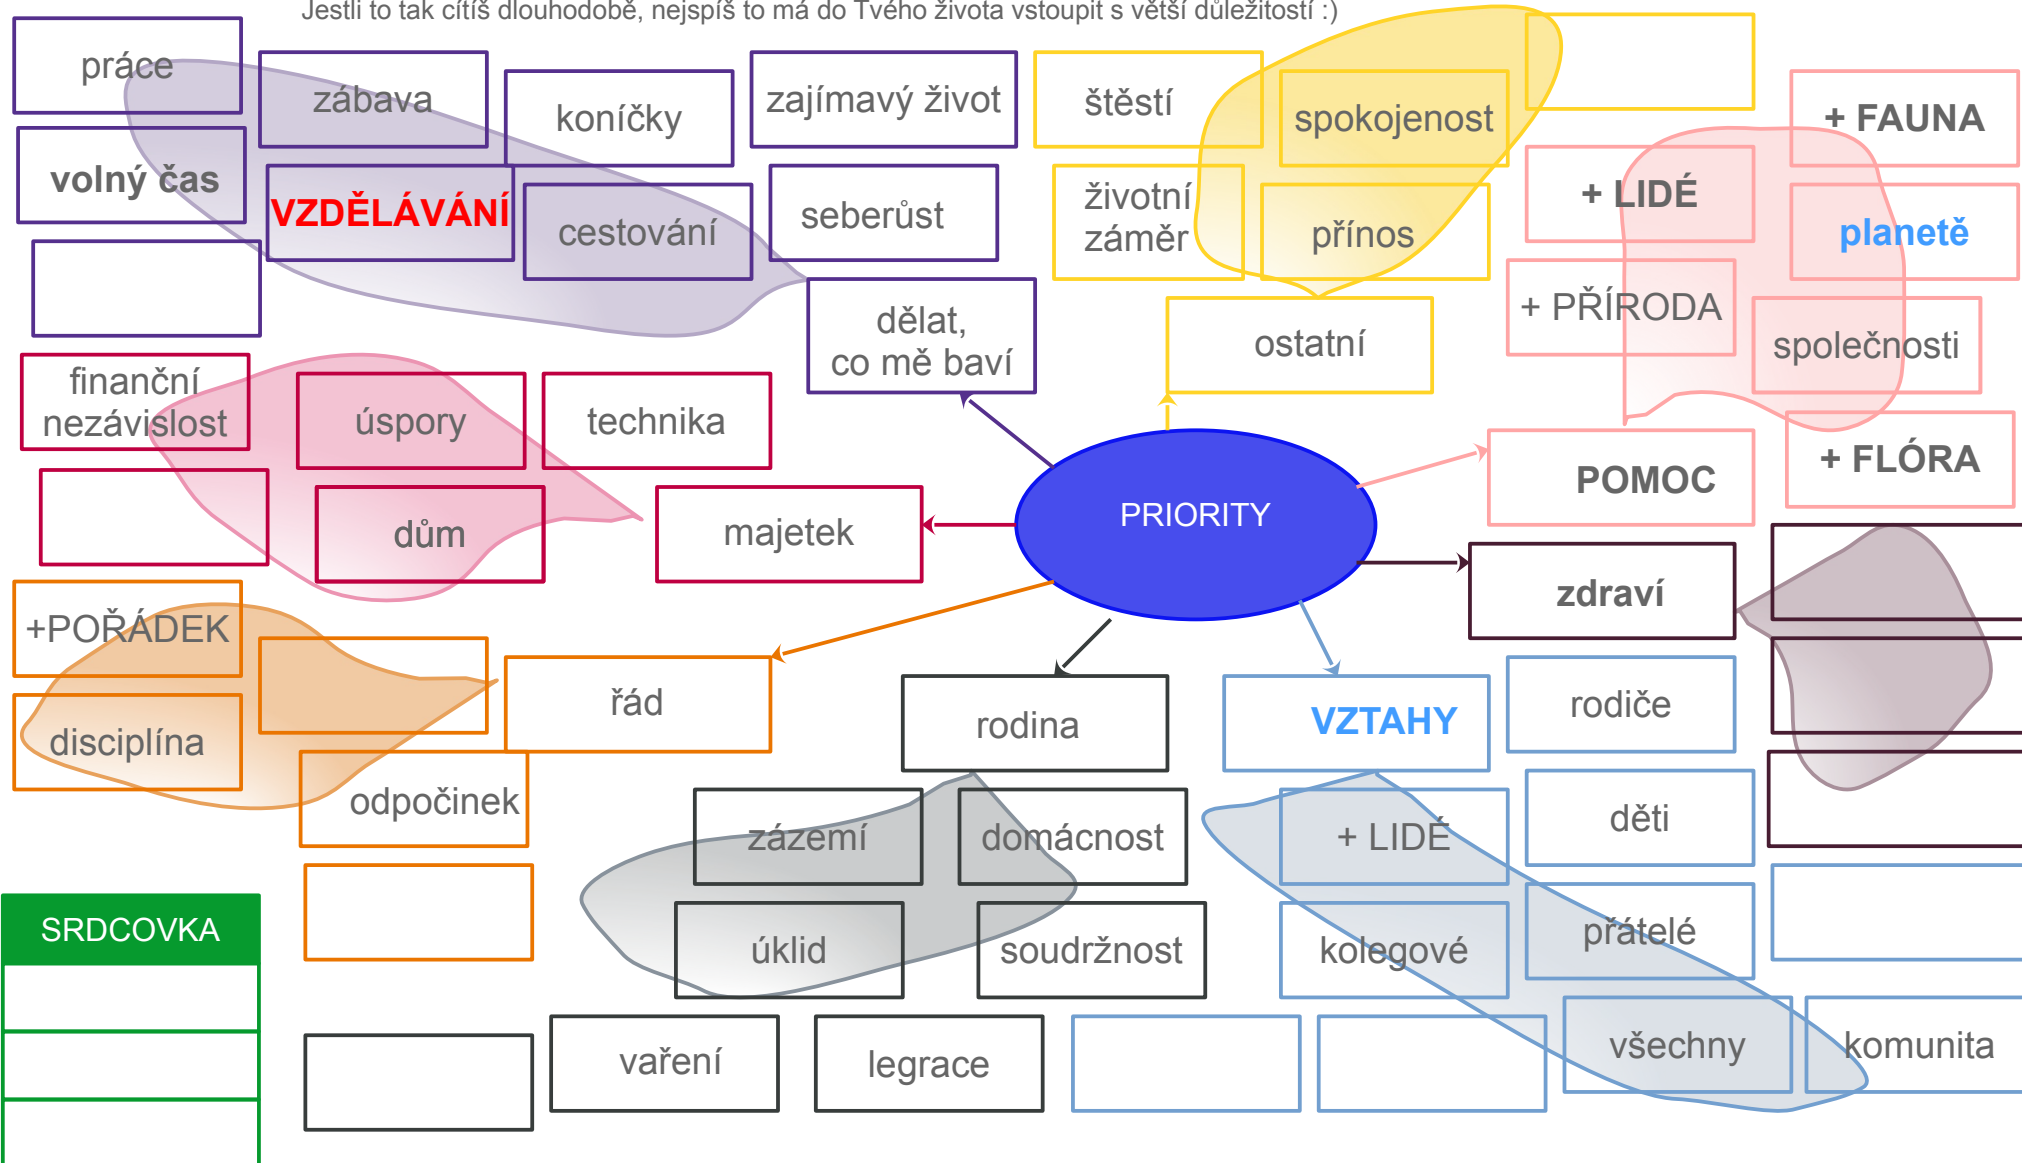 Jestli to tak cítíš dlouhodobě, nejspíš to má do Tvého života vstoupit s větší důležitostí :)
práce
zábava
koníčky
zajímavý život
štěstí
spokojenost
+ FAUNA
volný čas
VZDĚLÁVÁNÍ
cestování
seberůst
životní
záměr
přínos
+ LIDÉ
planetě
dělat,
co mě baví
ostatní
+ PŘÍRODA
společnosti
finanční
nezávislost
úspory
technika
POMOC
+ FLÓRA
dům
majetek
PRIORITY
zdraví
+POŘÁDEK
disciplína
řád
odpočinek
rodina
VZTAHY
rodiče
zázemí
domácnost
+ LIDÉ
děti
úklid
soudržnost
kolegové
přátelé
SRDCOVKA
vaření
legrace
všechny
komunita